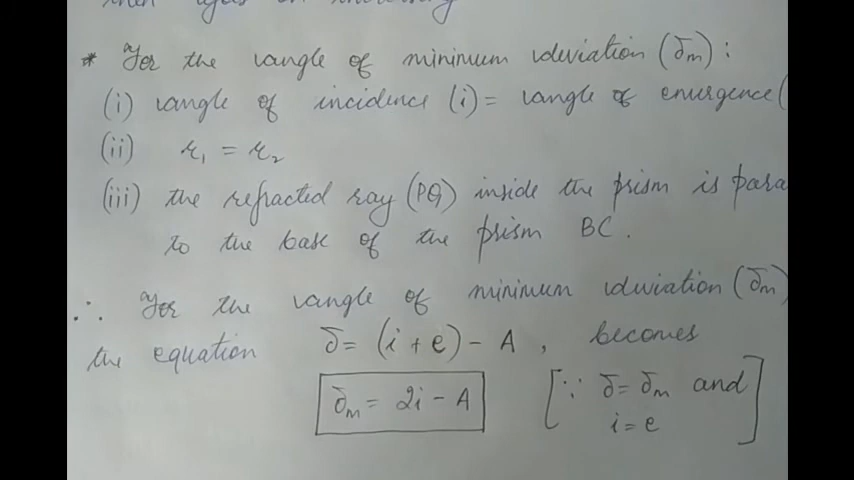 then
* For the angle of minimum deviation (δm) :
(i) angle of incidence (i) = angle of emergence (
(ii) r₁ = r₂
(iii) the refracted ray (PQ) inside the prism is para
to the base of the prism BC.
∴ For the angle of minimum deviation (δm)
the equation δ = (i + e) - A , becomes
δm = 2i - A [∵ δ = δm and
i = e ]